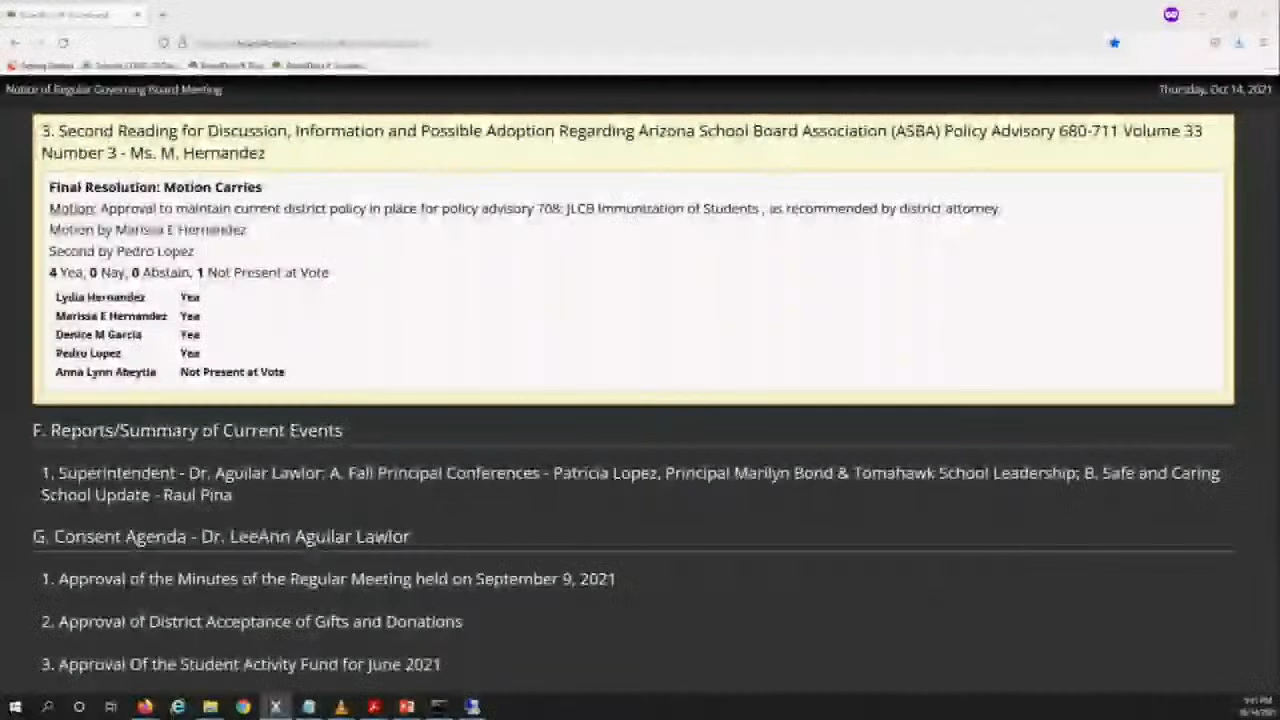 Notice of Regular Governing Board Meeting
Thursday, Oct 14, 2021
3. Second Reading for Discussion, Information and Possible Adoption Regarding Arizona School Board Association (ASBA) Policy Advisory 680-711 Volume 33
Number 3 - Ms. M. Hernandez
Final Resolution: Motion Carries
Motion: Approval to maintain current district policy in place for policy advisory 708: JLCB Immunization of Students , as recommended by district attorney.
Motion by Marissa E Hernandez
Second by Pedro Lopez
4 Yea, 0 Nay, 0 Abstain, 1 Not Present at Vote
Lydia Hernandez Yea
Marissa E Hernandez Yea
Denice M Garcia Yea
Pedro Lopez Yea
Anna Lynn Abeytia Not Present at Vote
F. Reports/Summary of Current Events
1. Superintendent - Dr. Aguilar Lawlor: A. Fall Principal Conferences - Patricia Lopez, Principal Marilyn Bond & Tomahawk School Leadership; B. Safe and Caring
School Update - Raul Pina
G. Consent Agenda - Dr. LeeAnn Aguilar Lawlor
1. Approval of the Minutes of the Regular Meeting held on September 9, 2021
2. Approval of District Acceptance of Gifts and Donations
3. Approval Of the Student Activity Fund for June 2021